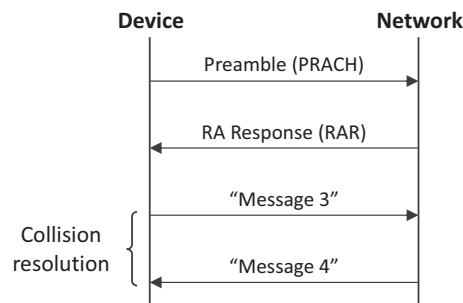 Device
Network
Preamble (PRACH)
RA Response (RAR)
“Message 3”
Collision
resolution
“Message 4”